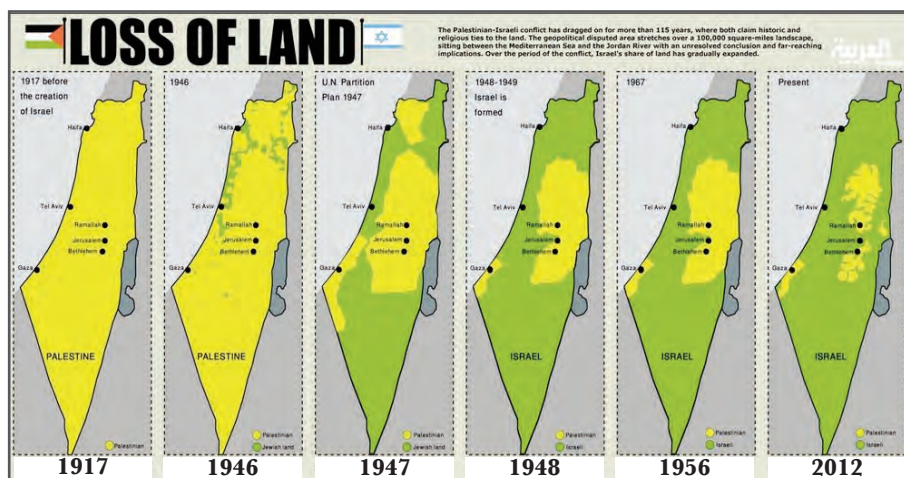 LOSS OF LAND
The Palestinian-Israeli conflict has dragged on for more than 115 years, where both claim historic and
religious ties to the land. The geopolitical disputed area stretches over a 100,000 square-miles landscape,
sitting between the Mediterranean Sea and the Jordan River with an unresolved conclusion and far-reaching
implications. Over the period of the conflict, Israel's share of land has gradually expanded.
العربية
1917 before
the creation
of Israel
Haifa
Tel Aviv
Ramallah
Jerusalem
Bethlehem
Gaza
PALESTINE
Palestinian
1917
1946
Haifa
Tel Aviv
Ramallah
Jerusalem
Bethlehem
Gaza
PALESTINE
Palestinian
Jewish land
1946
U.N. Partition
Plan 1947
Haifa
Tel Aviv
Ramallah
Jerusalem
Bethlehem
Gaza
Palestinian
Jewish land
1947
1948-1949
Israel is
formed
Haifa
Tel Aviv
Ramallah
Jerusalem
Bethlehem
Gaza
ISRAEL
Palestinian
Israeli
1948
1967
Haifa
Tel Aviv
Ramallah
Jerusalem
Bethlehem
Gaza
ISRAEL
Palestinian
Israeli
1956
Present
Haifa
Tel Aviv
Ramallah
Jerusalem
Bethlehem
Gaza
ISRAEL
Palestinian
Israeli
2012